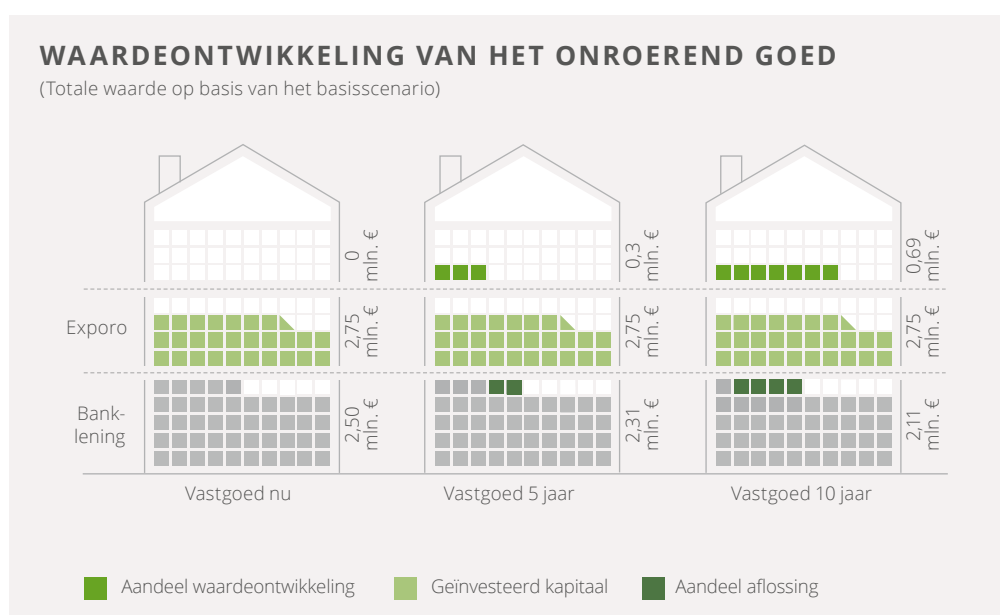 WAARDEONTWIKKELING VAN HET ONROEREND GOED
(Totale waarde op basis van het basisscenario)
0
mln. €
0,3
mln. €
0,69
mln. €
Exporo
2,75
mln. €
2,75
mln. €
2,75
mln. €
Bank-
lening
2,50
mln. €
2,31
mln. €
2,11
mln. €
Vastgoed nu
Vastgoed 5 jaar
Vastgoed 10 jaar
Aandeel waardeontwikkeling
Geïnvesteerd kapitaal
Aandeel aflossing